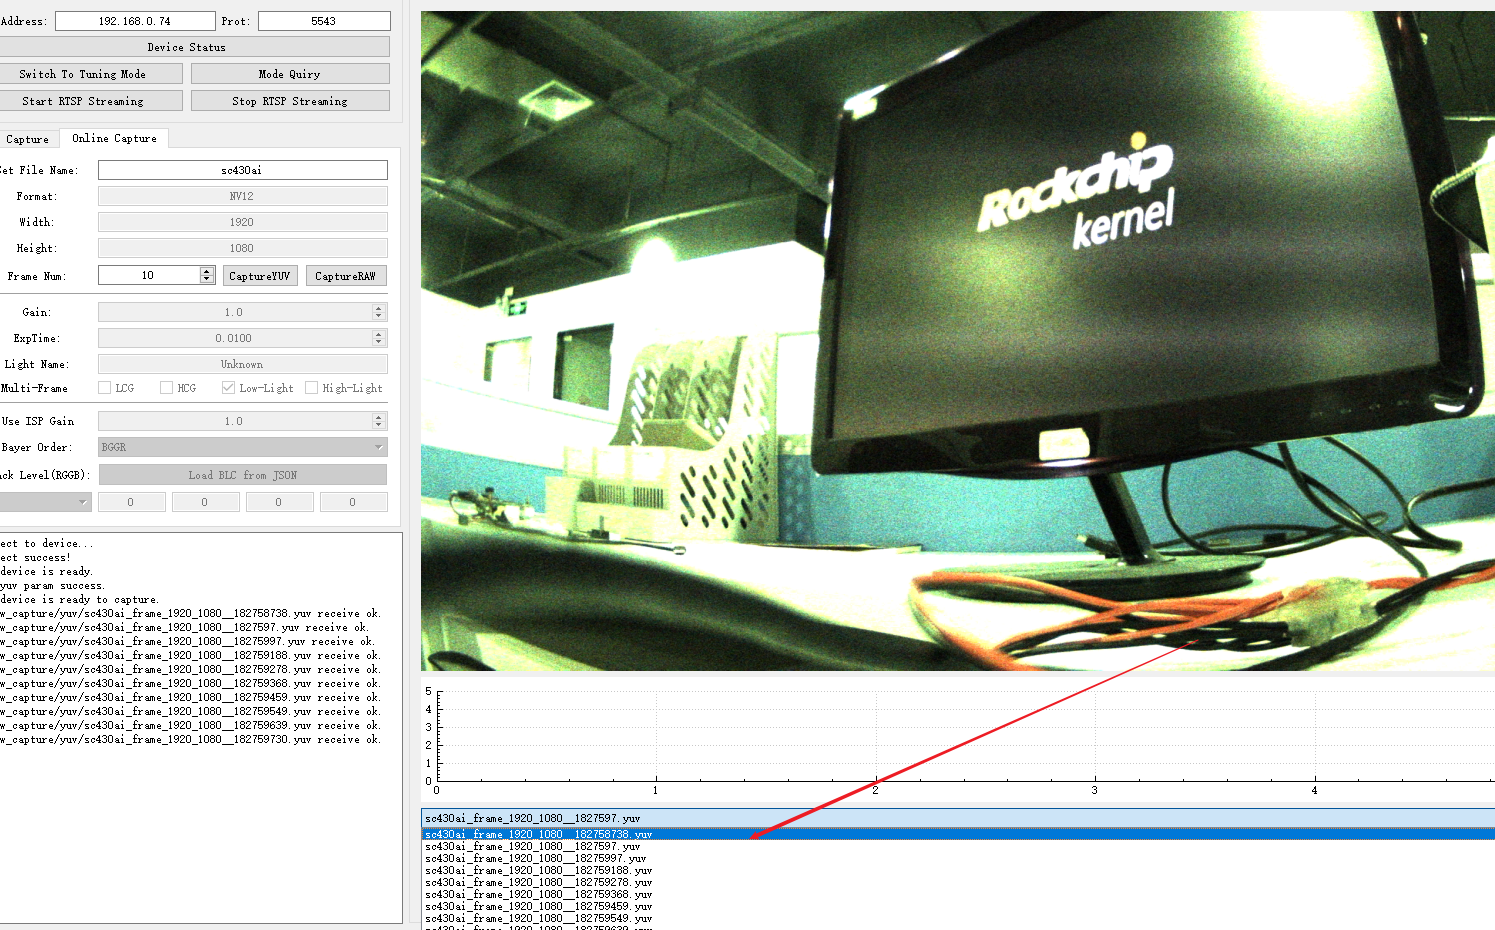 Address: 192.168.0.74 Prot: 5543
Device Status
Switch To Tuning Mode Mode Quiry
Start RTSP Streaming Stop RTSP Streaming
Capture Online Capture
Set File Name: sc430ai
Format: NV12
Width: 1920
Height: 1080
Frame Num: 10 CaptureYUV CaptureRAW
Gain: 1.0
ExpTime: 0.0100
Light Name: Unknown
Multi-Frame LCG HCG Low-Light High-Light
Use ISP Gain 1.0
Bayer Order: BGGR
ack Level(RGGB): Load BLC from JSON
0 0 0 0
ect to device...
ect success!
device is ready.
yuv param success.
device is ready to capture.
w_capture/yuv/sc430ai_frame_1920_1080__182758738.yuv receive ok.
w_capture/yuv/sc430ai_frame_1920_1080__1827597.yuv receive ok.
w_capture/yuv/sc430ai_frame_1920_1080__18275997.yuv receive ok.
w_capture/yuv/sc430ai_frame_1920_1080__182759188.yuv receive ok.
w_capture/yuv/sc430ai_frame_1920_1080__182759278.yuv receive ok.
w_capture/yuv/sc430ai_frame_1920_1080__182759368.yuv receive ok.
w_capture/yuv/sc430ai_frame_1920_1080__182759459.yuv receive ok.
w_capture/yuv/sc430ai_frame_1920_1080__182759549.yuv receive ok.
w_capture/yuv/sc430ai_frame_1920_1080__182759639.yuv receive ok.
w_capture/yuv/sc430ai_frame_1920_1080__182759730.yuv receive ok.
Rockchip
kernel
5
4
3
2
1
0
0 1 2 3 4
sc430ai_frame_1920_1080__1827597.yuv
sc430ai_frame_1920_1080__182758738.yuv
sc430ai_frame_1920_1080__1827597.yuv
sc430ai_frame_1920_1080__18275997.yuv
sc430ai_frame_1920_1080__182759188.yuv
sc430ai_frame_1920_1080__182759278.yuv
sc430ai_frame_1920_1080__182759368.yuv
sc430ai_frame_1920_1080__182759459.yuv
sc430ai_frame_1920_1080__182759549.yuv
sc430ai_frame_1920_1080__182759639.yuv